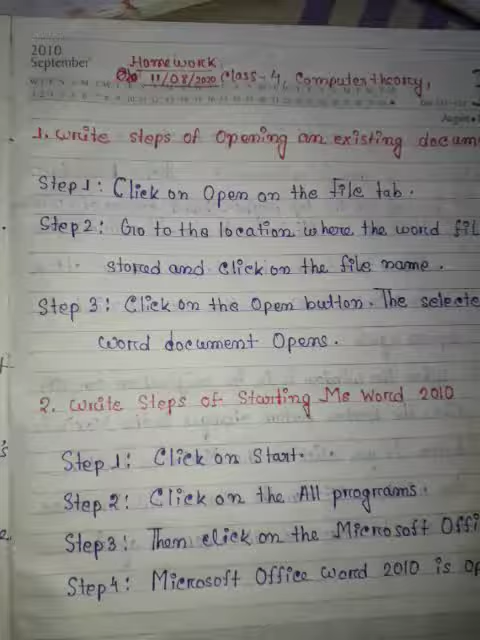 2010
September
Homework
11/08/2020 Class-4, Computer theory,
August
1. Write steps of Opening an existing docum
Step 1: Click on Open on the file tab.
Step 2: Go to the location where the word fil
stored and click on the file name.
Step 3: Click on the Open button. The selecte
word document Opens.
2. Write Steps of Starting Ms Word 2010
Step 1: Click on Start.
Step 2: Click on the All programs.
Step 3: Then click on the Microsoft Offi
Step 4: Microsoft Office Word 2010 is op